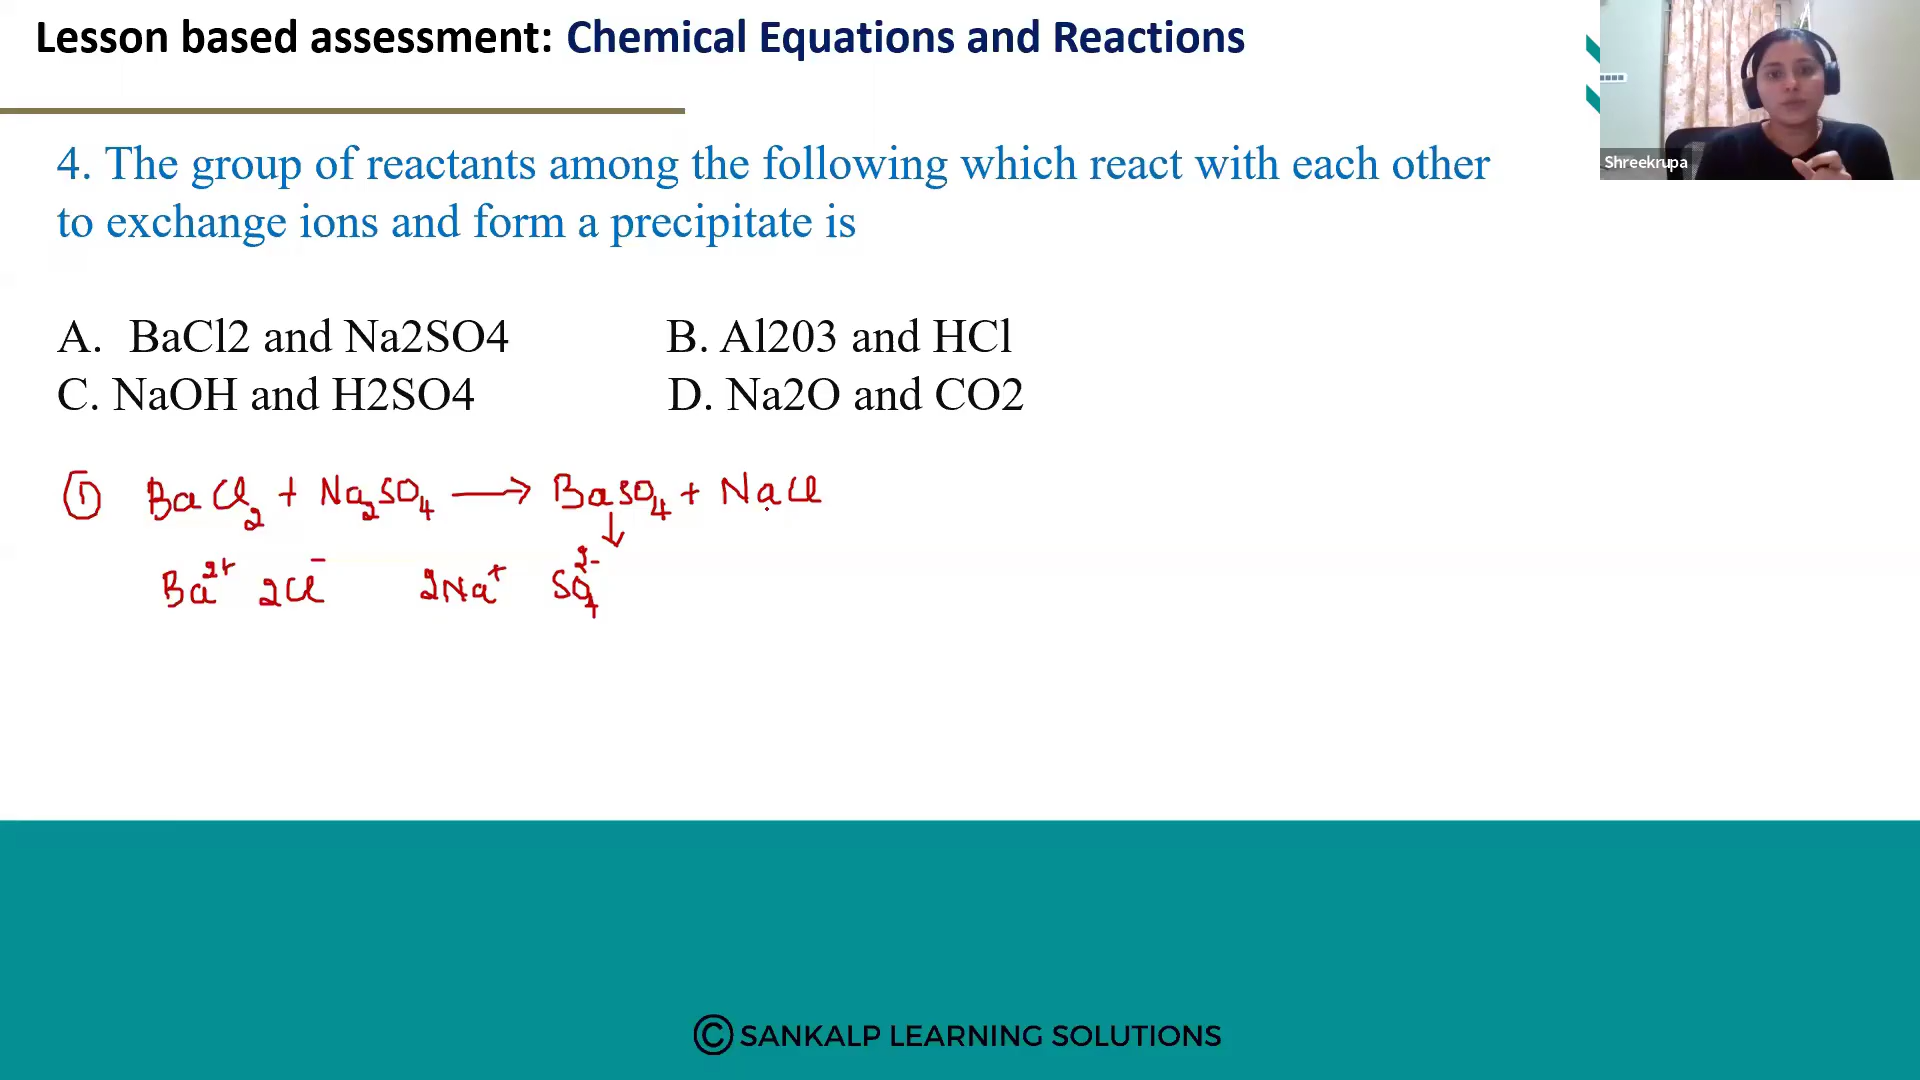 Lesson based assessment: Chemical Equations and Reactions
Shreekrupa
4. The group of reactants among the following which react with each other
to exchange ions and form a precipitate is
A. BaCl2 and Na2SO4 B. Al203 and HCl
C. NaOH and H2SO4 D. Na2O and CO2
① BaCl₂ + Na₂SO₄ → BaSO₄ + NaCl
↓
Ba²⁺ 2Cl⁻ 2Na⁺ SO₄²⁻
© SANKALP LEARNING SOLUTIONS